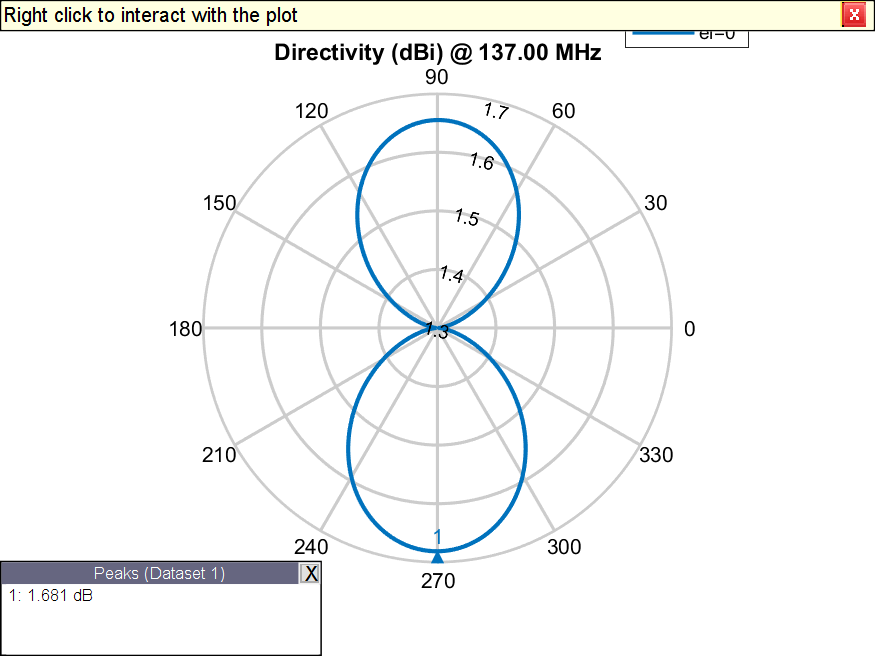 Right click to interact with the plot
X
el=0
Directivity (dBi) @ 137.00 MHz
90
120
60
1.7
1.6
150
30
1.5
1.4
180
1.3
0
210
330
1
240
300
270
Peaks (Dataset 1)
X
1: 1.681 dB